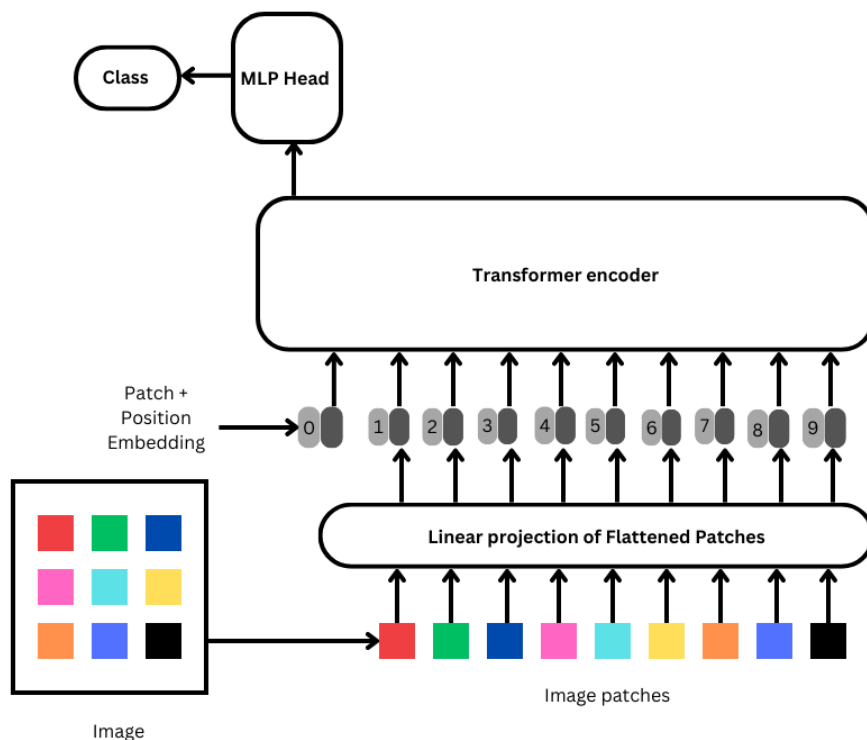 Class
MLP Head
Transformer encoder
Patch +
Position
Embedding
0 1 2 3 4 5 6 7 8 9
Linear projection of Flattened Patches
Image patches
Image